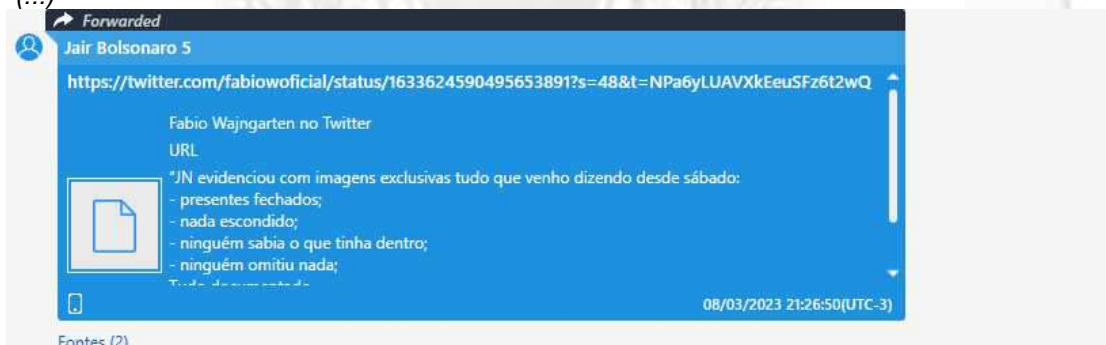 (...)
Forwarded
Jair Bolsonaro 5
https://twitter.com/fabiowoficial/status/1633624590495653891?s=48&t=NPa6yLUAVXkEeuSFz6t2wQ
Fabio Wajngarten no Twitter
URL
“JN evidenciou com imagens exclusivas tudo que venho dizendo desde sábado:
- presentes fechados;
- nada escondido;
- ninguém sabia o que tinha dentro;
- ninguém omitiu nada;
Tudo documentado
08/03/2023 21:26:50(UTC-3)
Fontes (2)